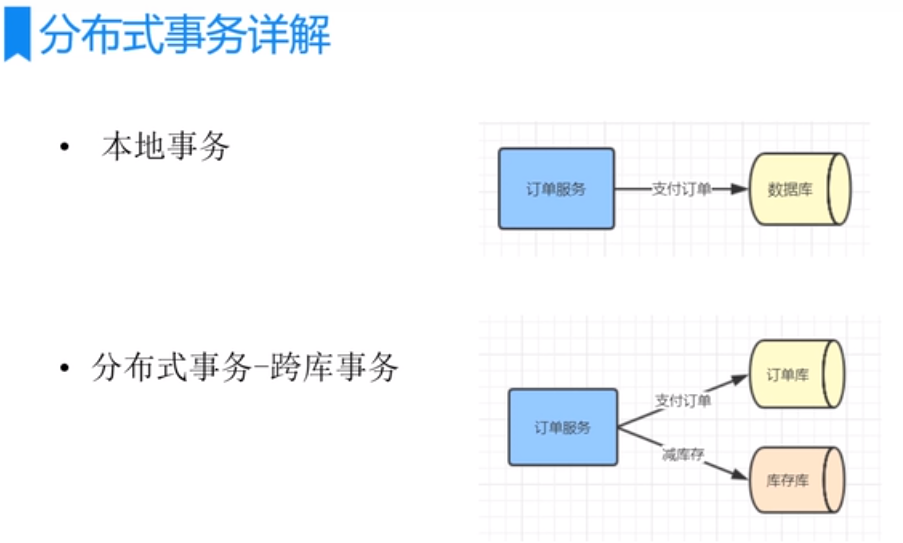 分布式事务详解
• 本地事务
订单服务
支付订单
数据库
• 分布式事务-跨库事务
订单服务
支付订单
减库存
订单库
库存库